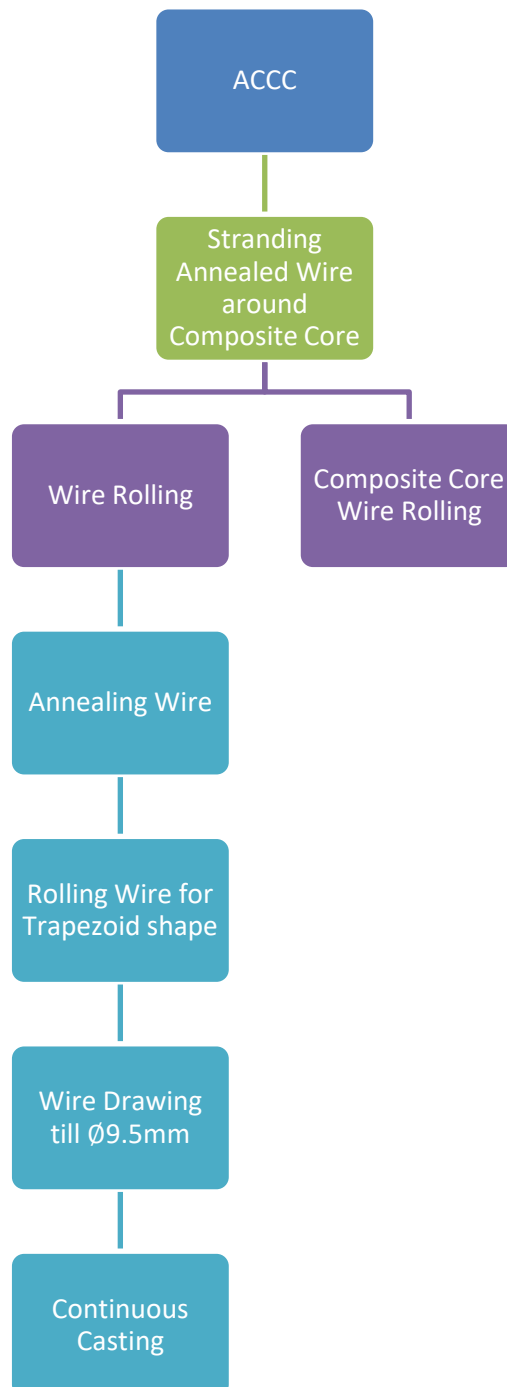 ACCC
Stranding
Annealed Wire
around
Composite Core
Wire Rolling
Composite Core
Wire Rolling
Annealing Wire
Rolling Wire for
Trapezoid shape
Wire Drawing
till Ø9.5mm
Continuous
Casting